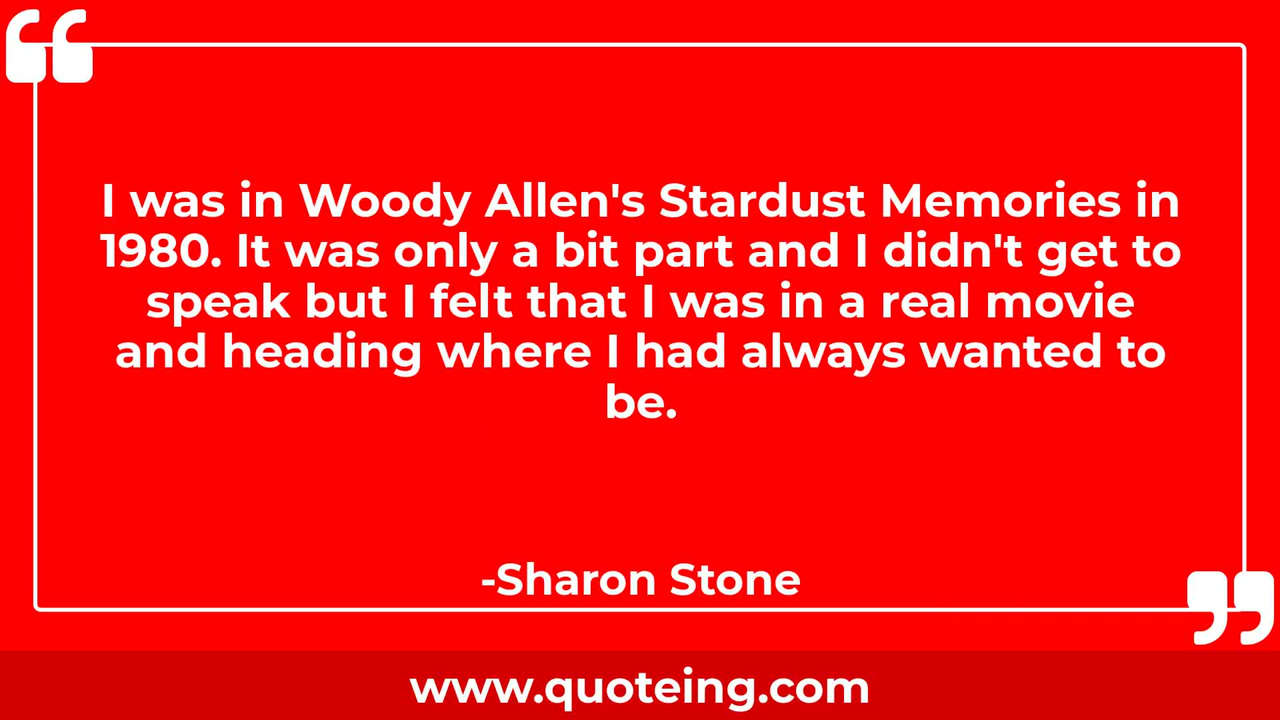 I was in Woody Allen's Stardust Memories in
1980. It was only a bit part and I didn't get to
speak but I felt that I was in a real movie
and heading where I had always wanted to
be.
-Sharon Stone
www.quoteing.com